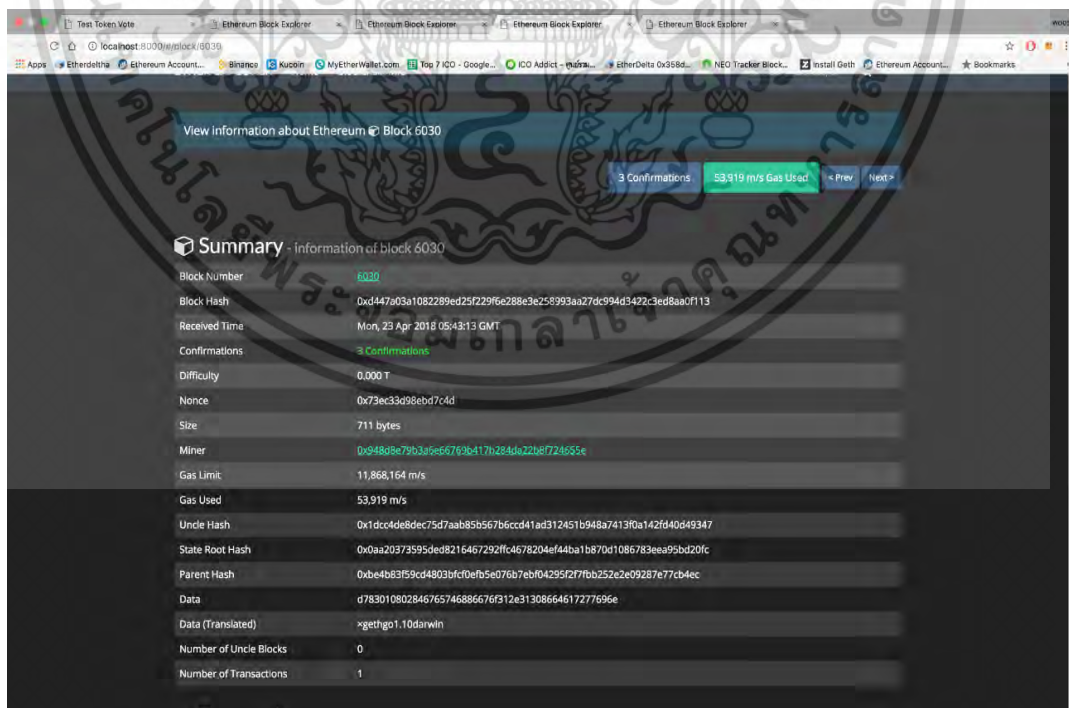 Test Token Vote Ethereum Block Explorer Ethereum Block Explorer Ethereum Block Explorer Ethereum Block Explorer
localhost:8000/#/block/6030
Apps Etherdeltha Ethereum Account... Binance Kucoin MyEtherWallet.com Top 7 ICO - Google... ICO Addict - EtherDelta 0x358d... NEO Tracker Block... Install Geth Ethereum Account... Bookmarks
View information about Ethereum Block 6030
3 Confirmations 53,919 m/s Gas Used < Prev Next >
Summary - information of block 6030
Block Number 6030
Block Hash 0xd447a03a1082289ed25f229f6e288e3e258993aa27dc994d3422c3ed8aa0f113
Received Time Mon, 23 Apr 2018 05:43:13 GMT
Confirmations 3 Confirmations
Difficulty 0.000 T
Nonce 0x73ec33d98ebd7c4d
Size 711 bytes
Miner 0x948d8e79b3a6e66769b417b284da22b8f724655e
Gas Limit 11,868,164 m/s
Gas Used 53,919 m/s
Uncle Hash 0x1dcc4de8dec75d7aab85b567b6ccd41ad312451b948a7413f0a142fd40d49347
State Root Hash 0x0aa20373595ded8216467292ffc4678204ef44ba1b870d1086783eea95bd20fc
Parent Hash 0xbe4b83f59cd4803bfcf0efb5e076b7ebf04295f2f7fbb252e2e09287e77cb4ec
Data d783010802846765746886676f312e31308664617277696e
Data (Translated) ×gethgo1.10darwin
Number of Uncle Blocks 0
Number of Transactions 1